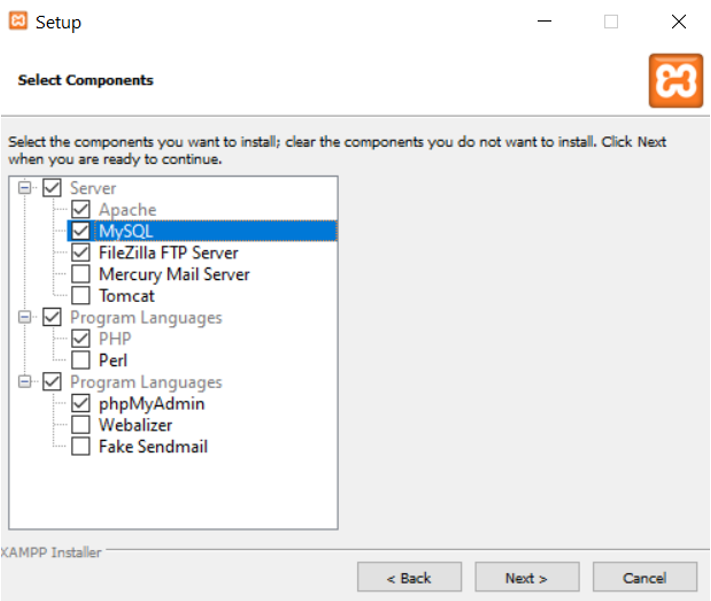 Setup
Select Components
Select the components you want to install; clear the components you do not want to install. Click Next
when you are ready to continue.
Server
Apache
MySQL
FileZilla FTP Server
Mercury Mail Server
Tomcat
Program Languages
PHP
Perl
Program Languages
phpMyAdmin
Webalizer
Fake Sendmail
XAMPP Installer
< Back
Next >
Cancel